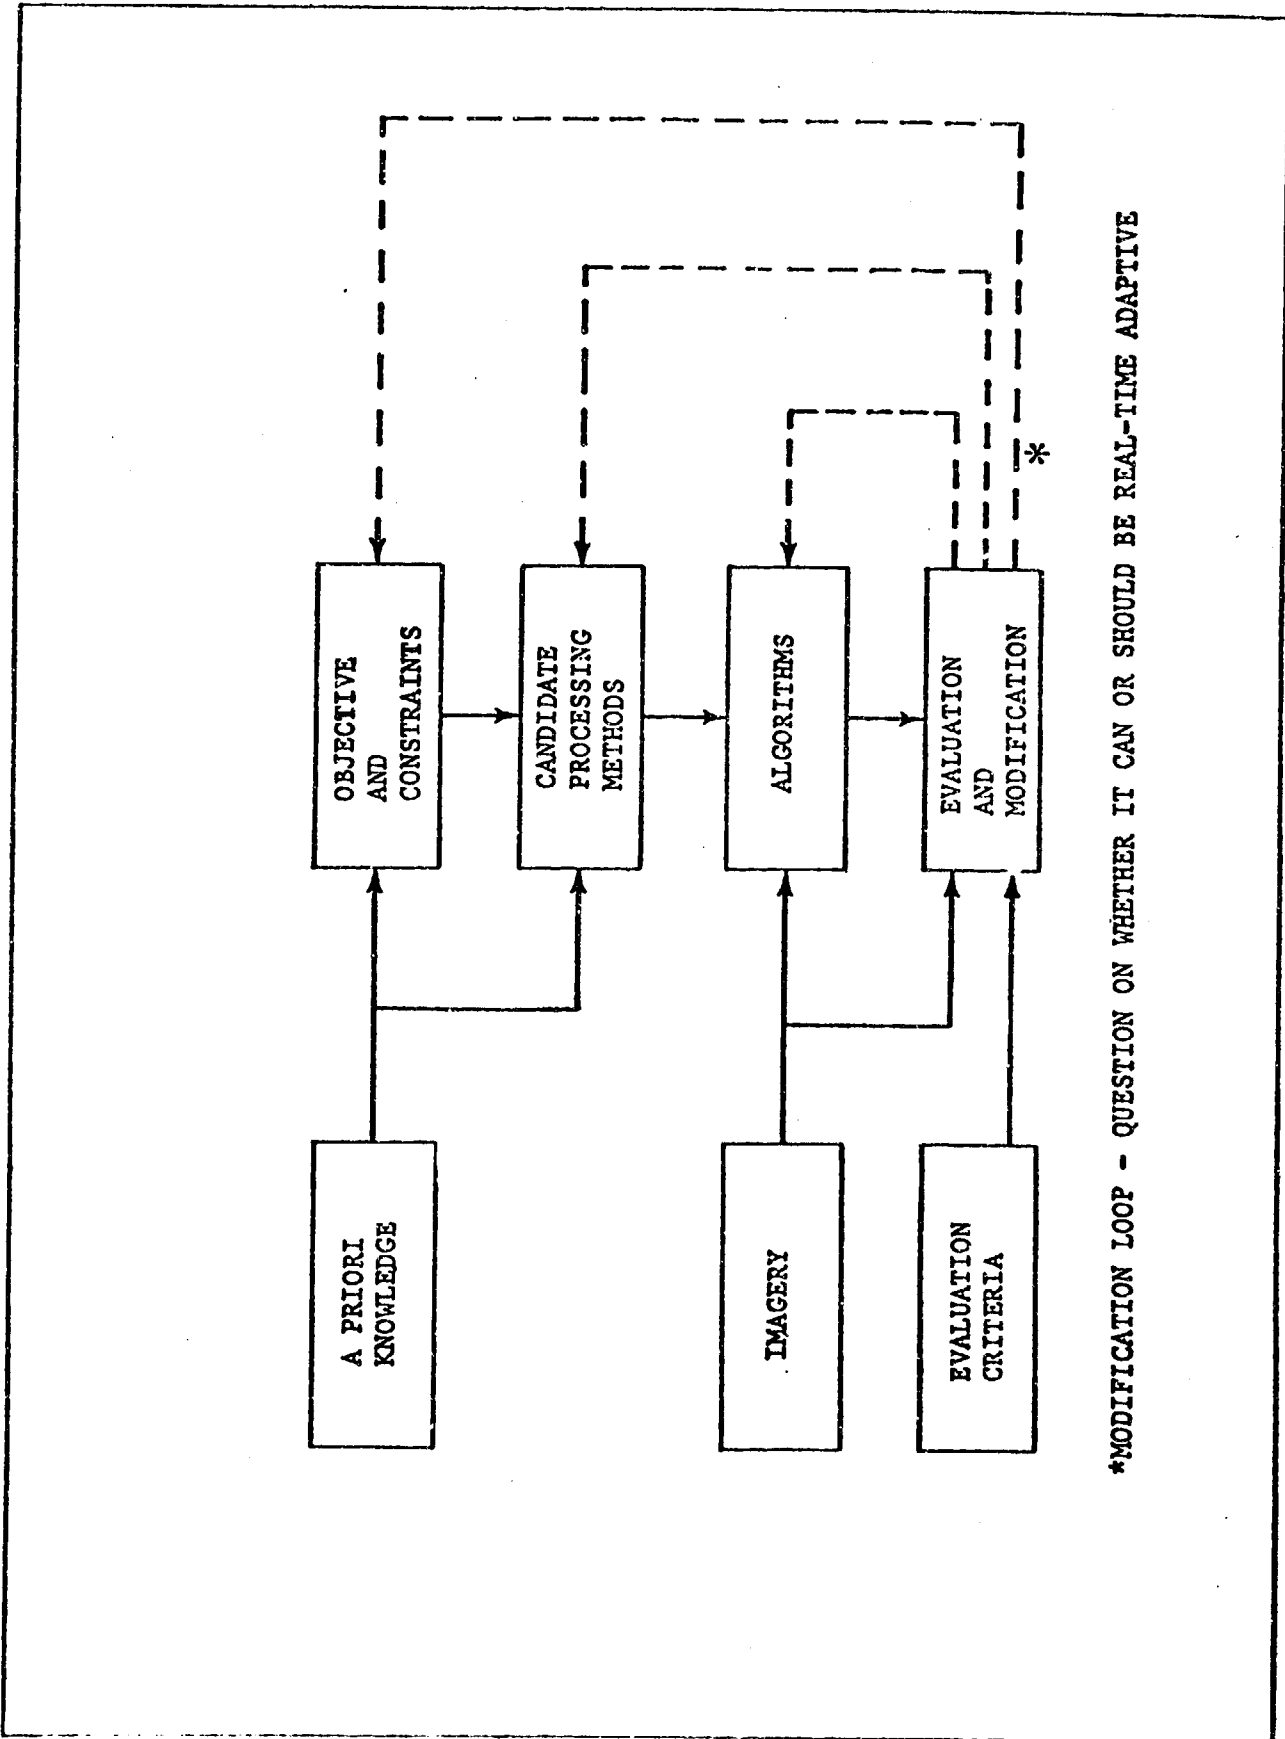 A PRIORI
KNOWLEDGE
OBJECTIVE
AND
CONSTRAINTS
CANDIDATE
PROCESSING
METHODS
IMAGERY
ALGORITHMS
EVALUATION
CRITERIA
EVALUATION
AND
MODIFICATION
*
*MODIFICATION LOOP - QUESTION ON WHETHER IT CAN OR SHOULD BE REAL-TIME ADAPTIVE